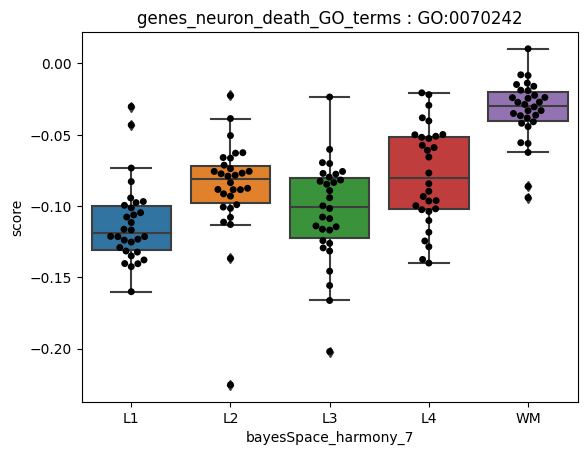 genes_neuron_death_GO_terms : GO:0070242
0.00
−0.05
−0.10
−0.15
−0.20
score
L1 L2 L3 L4 WM
bayesSpace_harmony_7